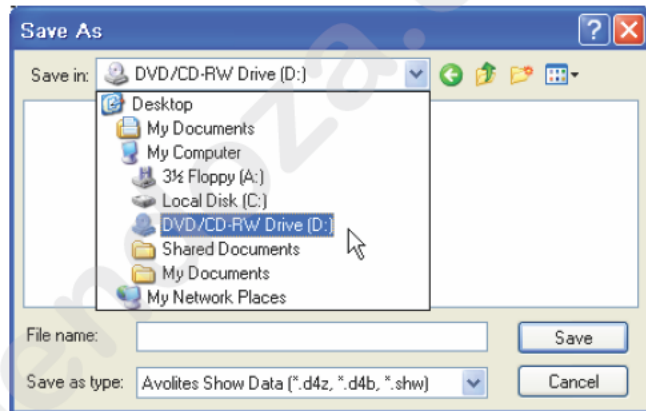 Save As
Save in: DVD/CD-RW Drive (D:)
Desktop
My Documents
My Computer
3½ Floppy (A:)
Local Disk (C:)
DVD/CD-RW Drive (D:)
Shared Documents
My Documents
My Network Places
File name: Save
Save as type: Avolites Show Data (*.d4z, *.d4b, *.shw) Cancel